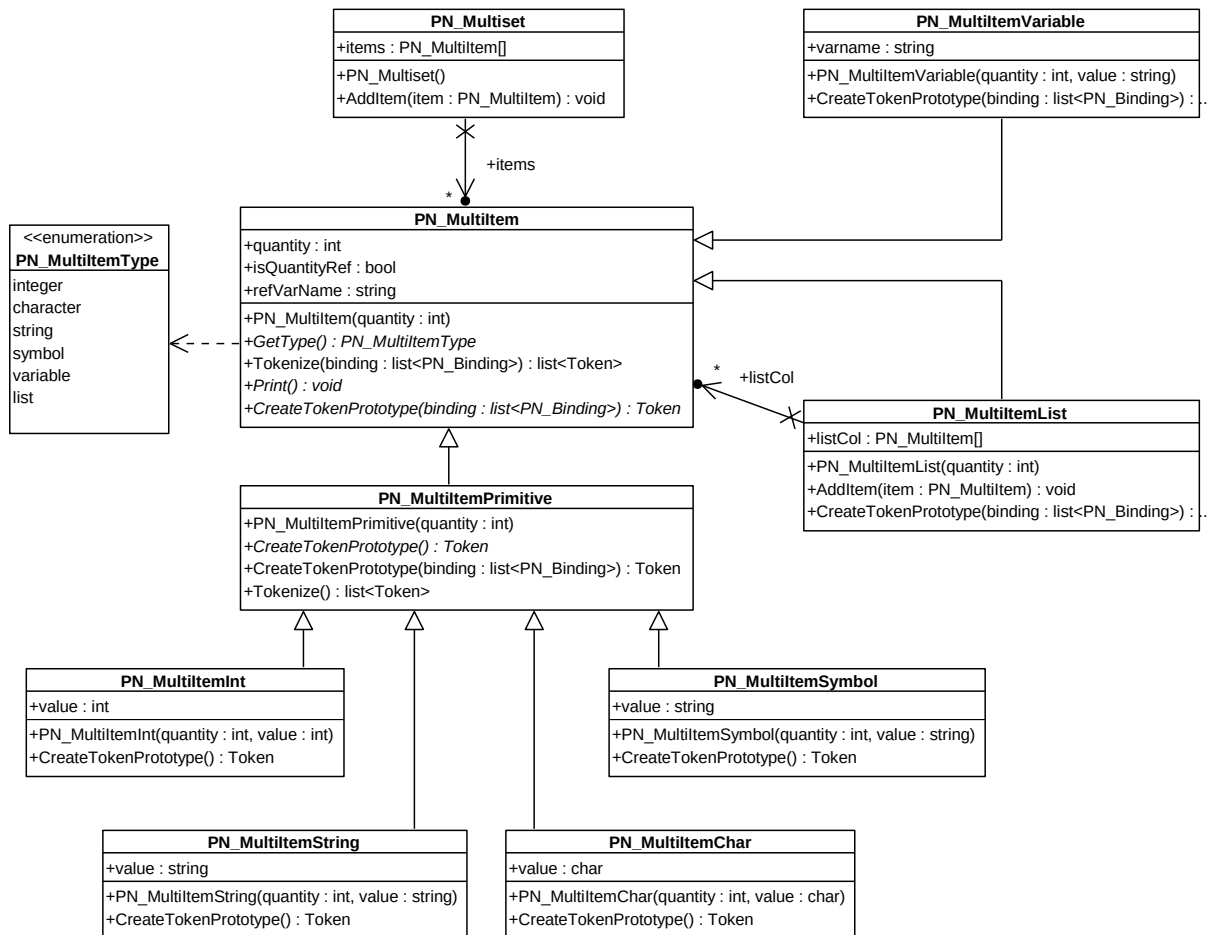 PN_Multiset
+items : PN_MultiItem[]
+PN_Multiset()
+AddItem(item : PN_MultiItem) : void
PN_MultiItemVariable
+varname : string
+PN_MultiItemVariable(quantity : int, value : string)
+CreateTokenPrototype(binding : list<PN_Binding>) : ..
+items
*
<<enumeration>>
PN_MultiItemType
integer
character
string
symbol
variable
list
PN_MultiItem
+quantity : int
+isQuantityRef : bool
+refVarName : string
+PN_MultiItem(quantity : int)
+GetType() : PN_MultiItemType
+Tokenize(binding : list<PN_Binding>) : list<Token>
+Print() : void
+CreateTokenPrototype(binding : list<PN_Binding>) : Token
*
+listCol
PN_MultiItemList
+listCol : PN_MultiItem[]
+PN_MultiItemList(quantity : int)
+AddItem(item : PN_MultiItem) : void
+CreateTokenPrototype(binding : list<PN_Binding>) : ..
PN_MultiItemPrimitive
+PN_MultiItemPrimitive(quantity : int)
+CreateTokenPrototype() : Token
+CreateTokenPrototype(binding : list<PN_Binding>) : Token
+Tokenize() : list<Token>
PN_MultiItemInt
+value : int
+PN_MultiItemInt(quantity : int, value : int)
+CreateTokenPrototype() : Token
PN_MultiItemSymbol
+value : string
+PN_MultiItemSymbol(quantity : int, value : string)
+CreateTokenPrototype() : Token
PN_MultiItemString
+value : string
+PN_MultiItemString(quantity : int, value : string)
+CreateTokenPrototype() : Token
PN_MultiItemChar
+value : char
+PN_MultiItemChar(quantity : int, value : char)
+CreateTokenPrototype() : Token